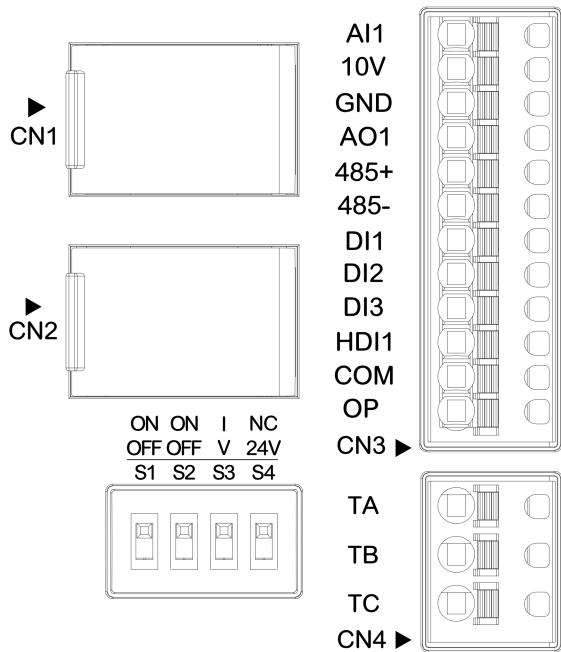 CN1
CN2
ON ON I NC
OFF OFF V 24V
S1 S2 S3 S4
AI1
10V
GND
AO1
485+
485-
DI1
DI2
DI3
HDI1
COM
OP
CN3
TA
TB
TC
CN4